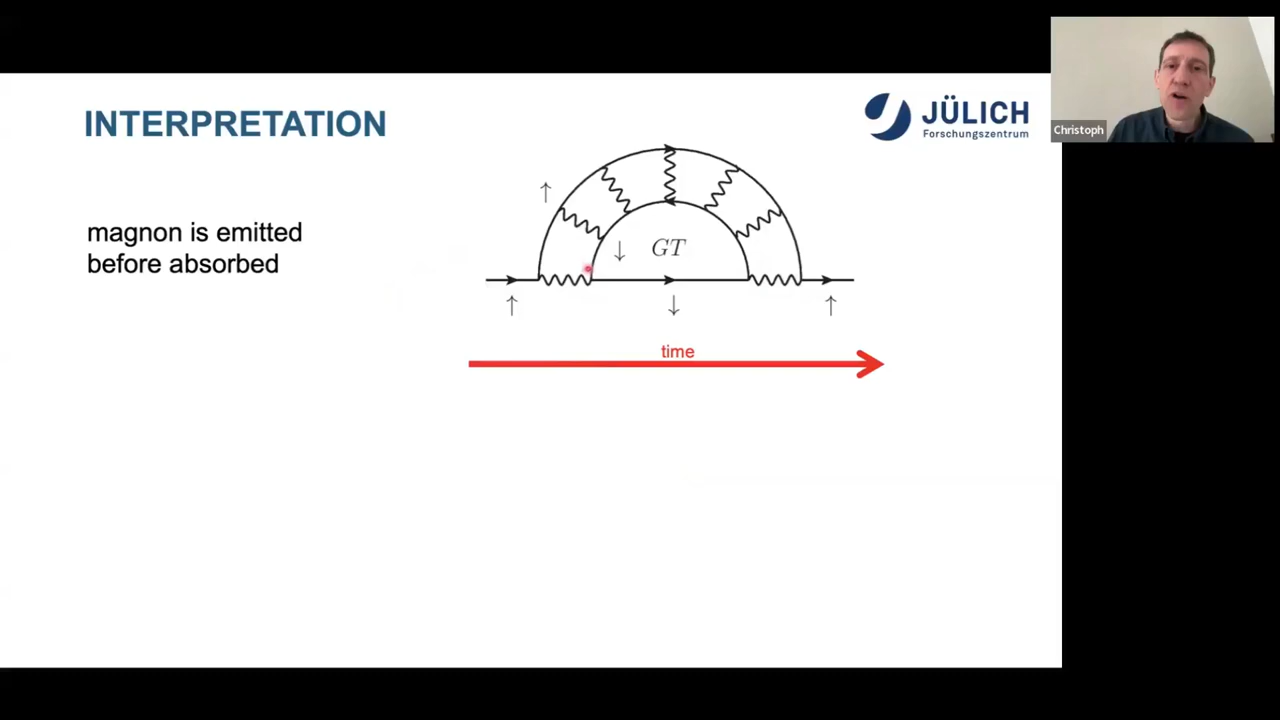 INTERPRETATION
JÜLICH
Forschungszentrum
Christoph
magnon is emitted
before absorbed
↑
↓ GT
↑ ↓ ↑
time